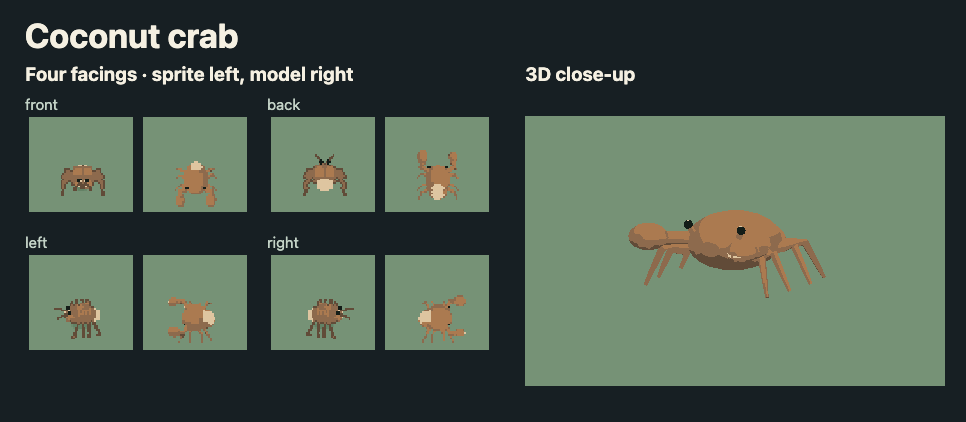 Coconut crab
Four facings · sprite left, model right
3D close-up
front
back
left
right